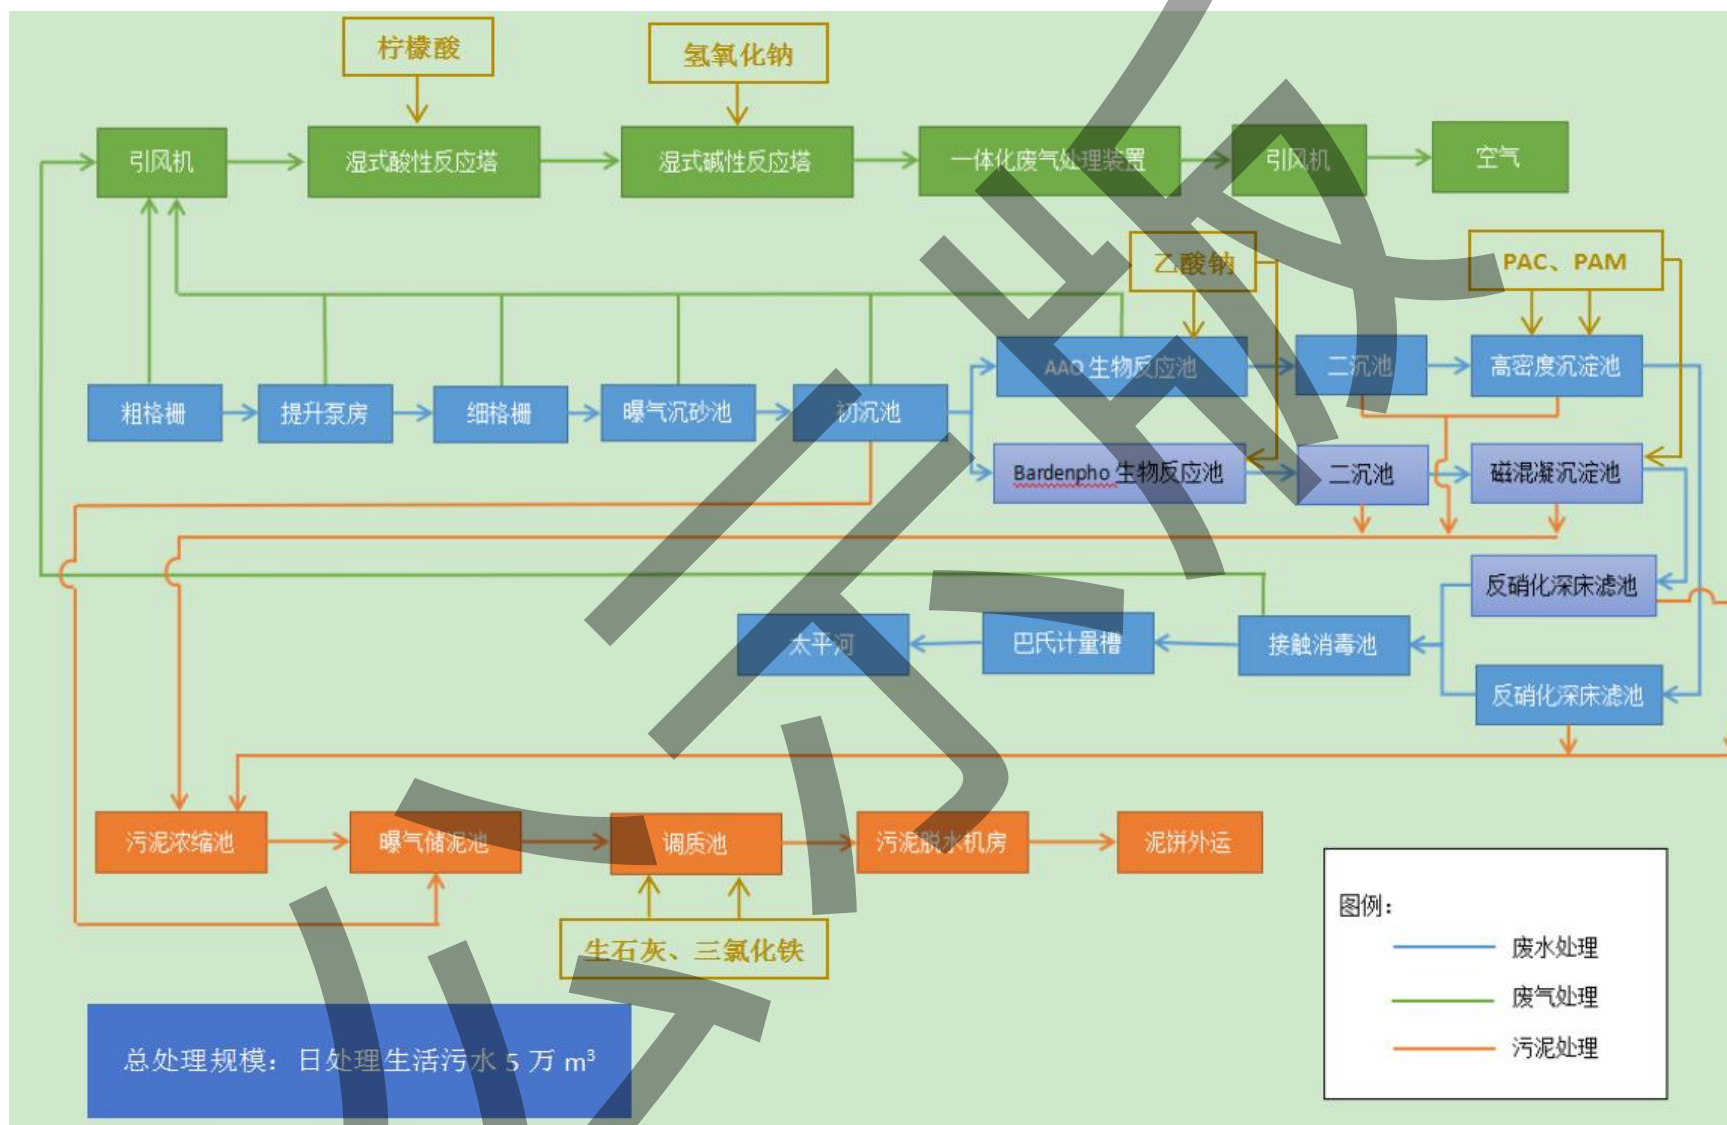 柠檬酸
氢氧化钠
引风机
湿式酸性反应塔
湿式碱性反应塔
一体化废气处理装置
引风机
空气
乙酸钠
PAC、PAM
AAO 生物反应池
二沉池
高密度沉淀池
粗格栅
提升泵房
细格栅
曝气沉砂池
初沉池
Bardenpho 生物反应池
二沉池
磁混凝沉淀池
反硝化深床滤池
太平河
巴氏计量槽
接触消毒池
反硝化深床滤池
污泥浓缩池
曝气储泥池
调质池
污泥脱水机房
泥饼外运
生石灰、三氯化铁
图例：
废水处理
废气处理
污泥处理
总处理规模：日处理生活污水 5 万 m³